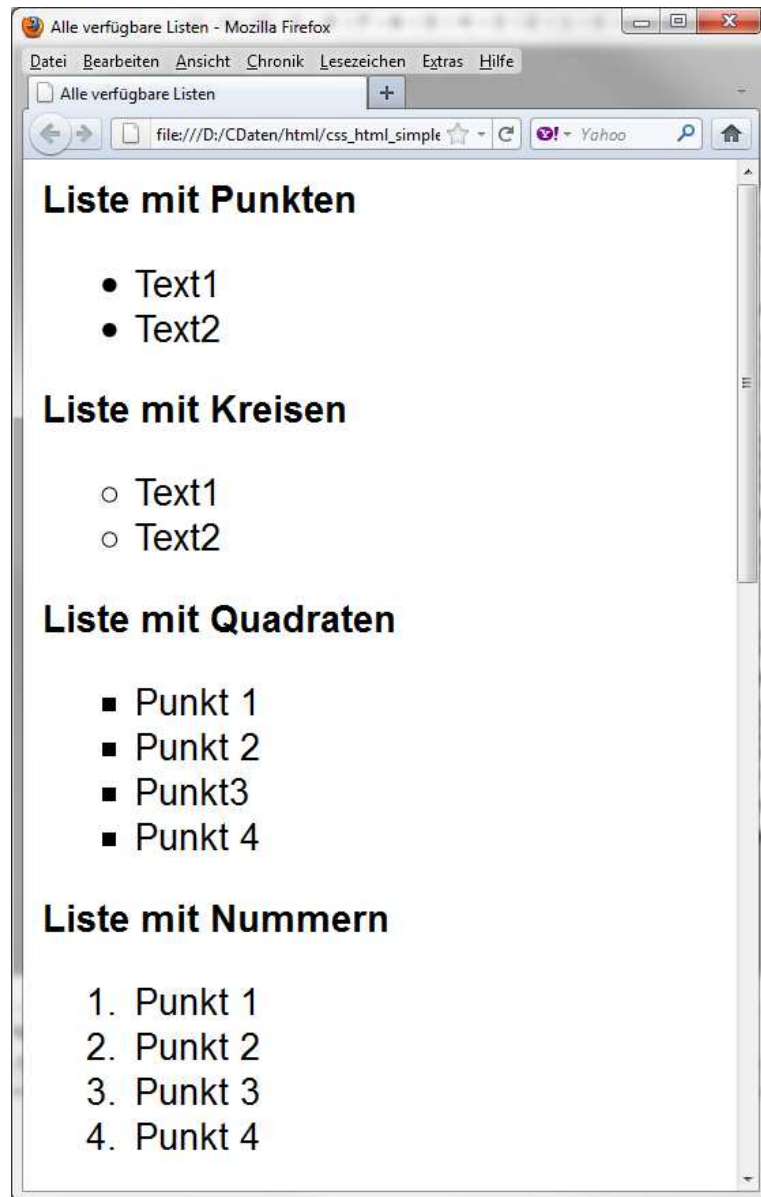 Alle verfügbare Listen - Mozilla Firefox
Datei Bearbeiten Ansicht Chronik Lesezeichen Extras Hilfe
Alle verfügbare Listen
file:///D:/CDaten/html/css_html_simple Yahoo
Liste mit Punkten
• Text1
• Text2
Liste mit Kreisen
○ Text1
○ Text2
Liste mit Quadraten
▪ Punkt 1
▪ Punkt 2
▪ Punkt3
▪ Punkt 4
Liste mit Nummern
1. Punkt 1
2. Punkt 2
3. Punkt 3
4. Punkt 4